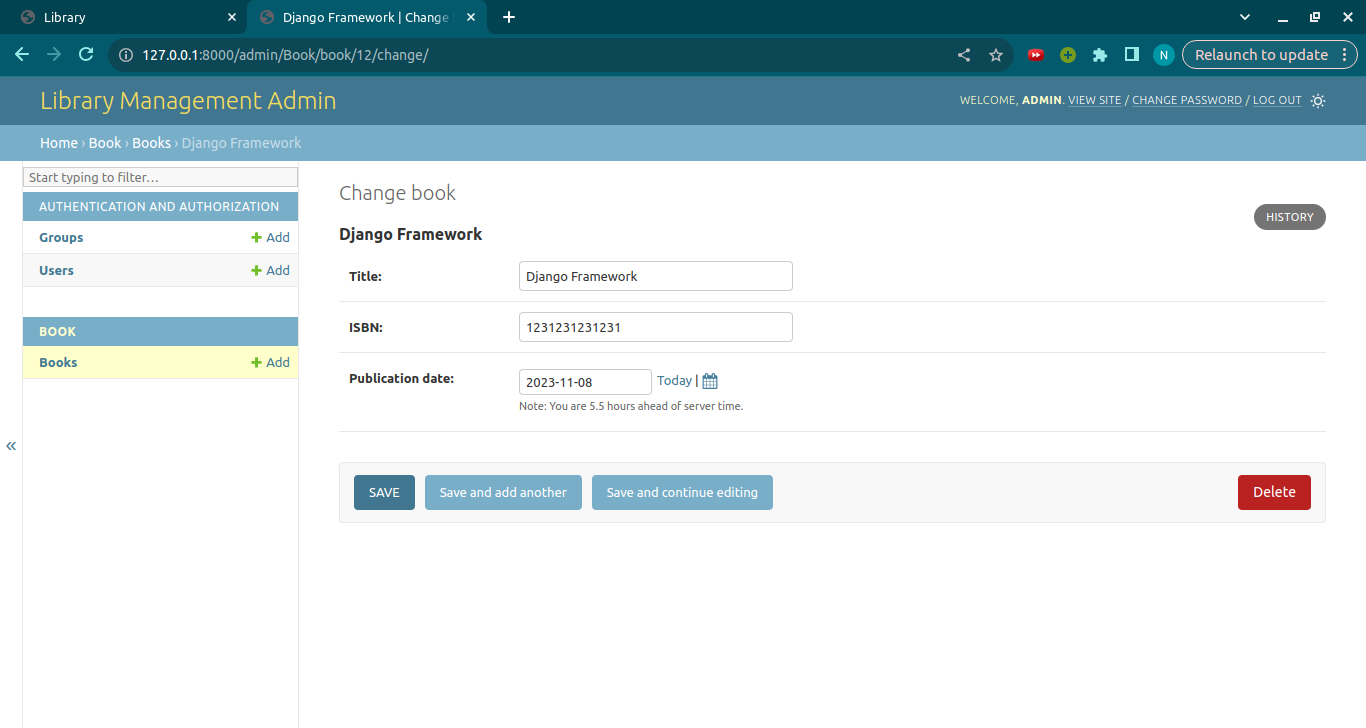 Library
Django Framework | Change
127.0.0.1:8000/admin/Book/book/12/change/
N
Relaunch to update
Library Management Admin
WELCOME, ADMIN. VIEW SITE / CHANGE PASSWORD / LOG OUT
Home › Book › Books › Django Framework
Start typing to filter...
AUTHENTICATION AND AUTHORIZATION
Groups + Add
Users + Add
BOOK
Books + Add
«
Change book
HISTORY
Django Framework
Title: Django Framework
ISBN: 1231231231231
Publication date: 2023-11-08 Today |
Note: You are 5.5 hours ahead of server time.
SAVE Save and add another Save and continue editing Delete